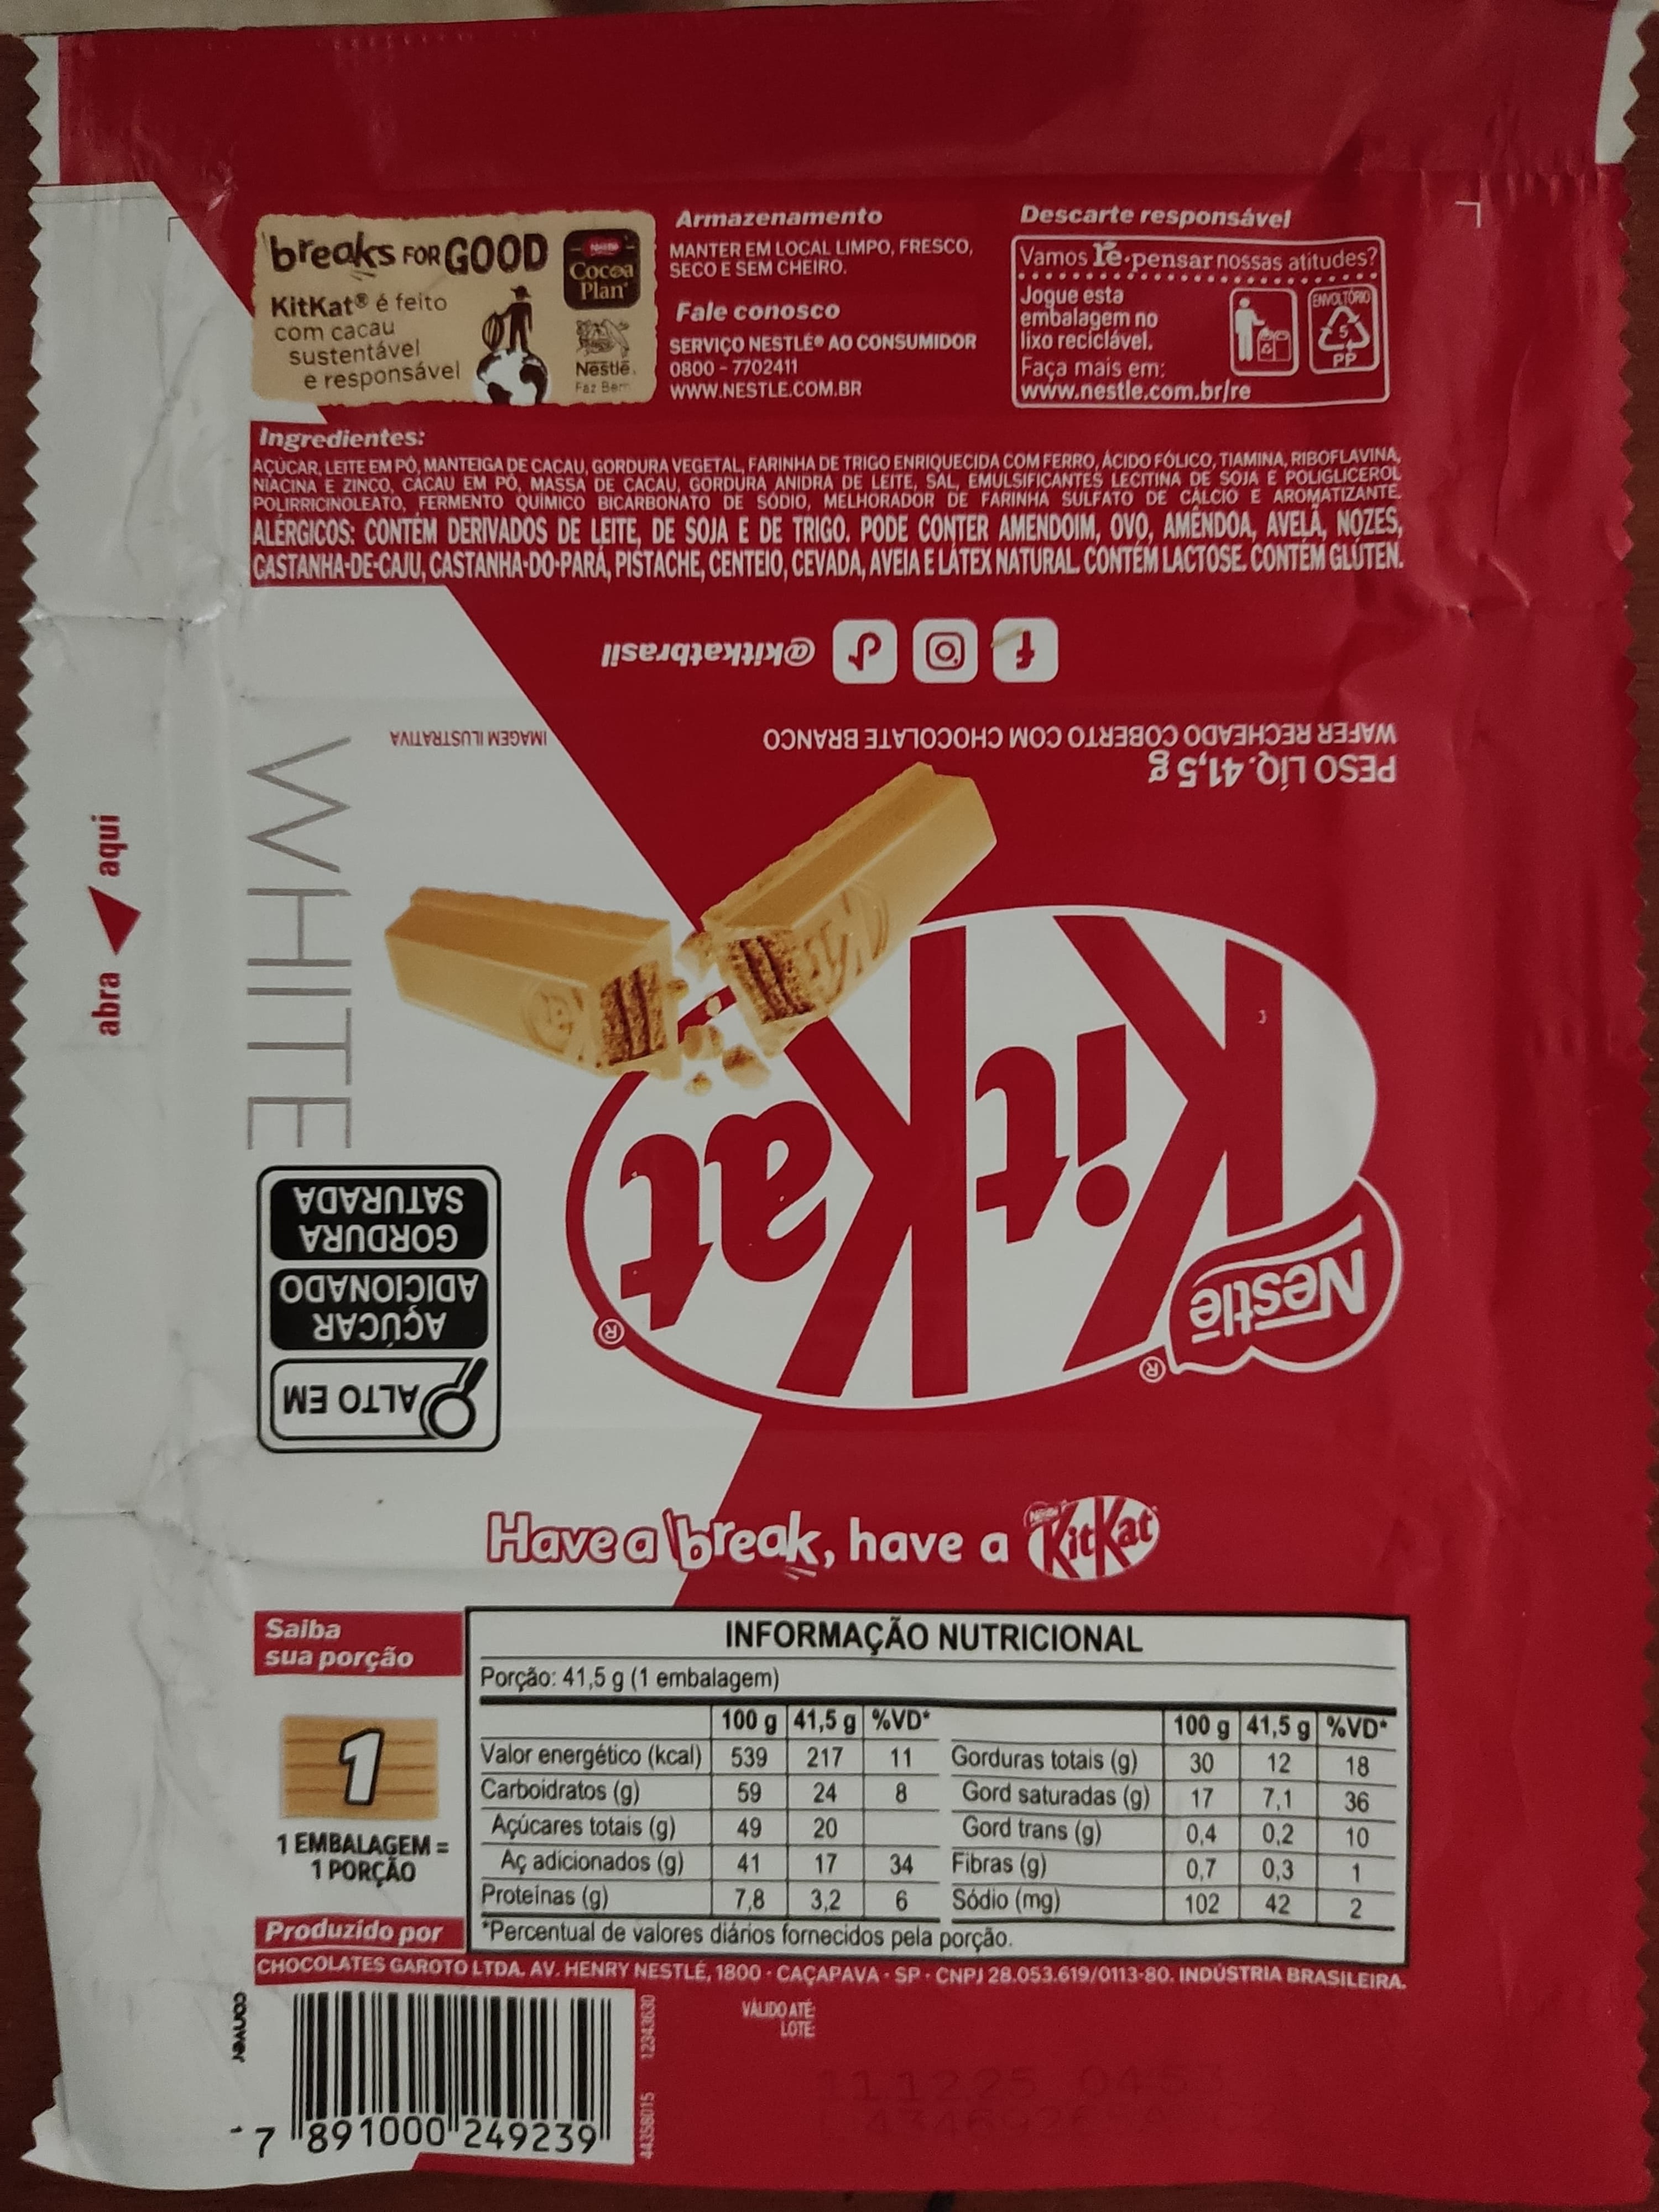 breaks FOR GOOD
KitKat® é feito
com cacau
sustentável
e responsável
Nestlé
Cocoa
Plan
Nestlé.
Faz Bem
Armazenamento
MANTER EM LOCAL LIMPO, FRESCO,
SECO E SEM CHEIRO.
Fale conosco
SERVIÇO NESTLÉ® AO CONSUMIDOR
0800 - 7702411
WWW.NESTLE.COM.BR
Descarte responsável
Vamos re•pensar nossas atitudes?
Jogue esta
embalagem no
lixo reciclável.
Faça mais em:
www.nestle.com.br/re
ENVOLTÓRIO
5
PP
Ingredientes:
AÇÚCAR, LEITE EM PÓ, MANTEIGA DE CACAU, GORDURA VEGETAL, FARINHA DE TRIGO ENRIQUECIDA COM FERRO, ÁCIDO FÓLICO, TIAMINA, RIBOFLAVINA,
NIACINA E ZINCO, CACAU EM PÓ, MASSA DE CACAU, GORDURA ANIDRA DE LEITE, SAL, EMULSIFICANTES LECITINA DE SOJA E POLIGLICEROL
POLIRRICINOLEATO, FERMENTO QUÍMICO BICARBONATO DE SÓDIO, MELHORADOR DE FARINHA SULFATO DE CÁLCIO E AROMATIZANTE.
ALÉRGICOS: CONTÉM DERIVADOS DE LEITE, DE SOJA E DE TRIGO. PODE CONTER AMENDOIM, OVO, AMÊNDOA, AVELÃ, NOZES,
CASTANHA-DE-CAJU, CASTANHA-DO-PARÁ, PISTACHE, CENTEIO, CEVADA, AVEIA E LÁTEX NATURAL. CONTÉM LACTOSE. CONTÉM GLÚTEN.
@kitkatbrasil
abra aqui
ALTO EM
AÇÚCAR
ADICIONADO
GORDURA
SATURADA
Nestlé®
KitKat®
WHITE
PESO LÍQ. 41,5 g
WAFER RECHEADO COBERTO COM CHOCOLATE BRANCO
IMAGEM ILUSTRATIVA
Have a break, have a KitKat
Saiba
sua porção
1
1 EMBALAGEM =
1 PORÇÃO
INFORMAÇÃO NUTRICIONAL
Porção: 41,5 g (1 embalagem)
100 g 41,5 g %VD* 100 g 41,5 g %VD*
Valor energético (kcal) 539 217 11 Gorduras totais (g) 30 12 18
Carboidratos (g) 59 24 8 Gord saturadas (g) 17 7,1 36
Açúcares totais (g) 49 20 Gord trans (g) 0,4 0,2 10
Aç adicionados (g) 41 17 34 Fibras (g) 0,7 0,3 1
Proteínas (g) 7,8 3,2 6 Sódio (mg) 102 42 2
*Percentual de valores diários fornecidos pela porção.
Produzido por
CHOCOLATES GAROTO LTDA. AV. HENRY NESTLÉ, 1800 - CAÇAPAVA - SP - CNPJ 28.053.619/0113-80. INDÚSTRIA BRASILEIRA.
conver
7 891000 249239
44358015 12343630
VÁLIDO ATÉ:
LOTE: